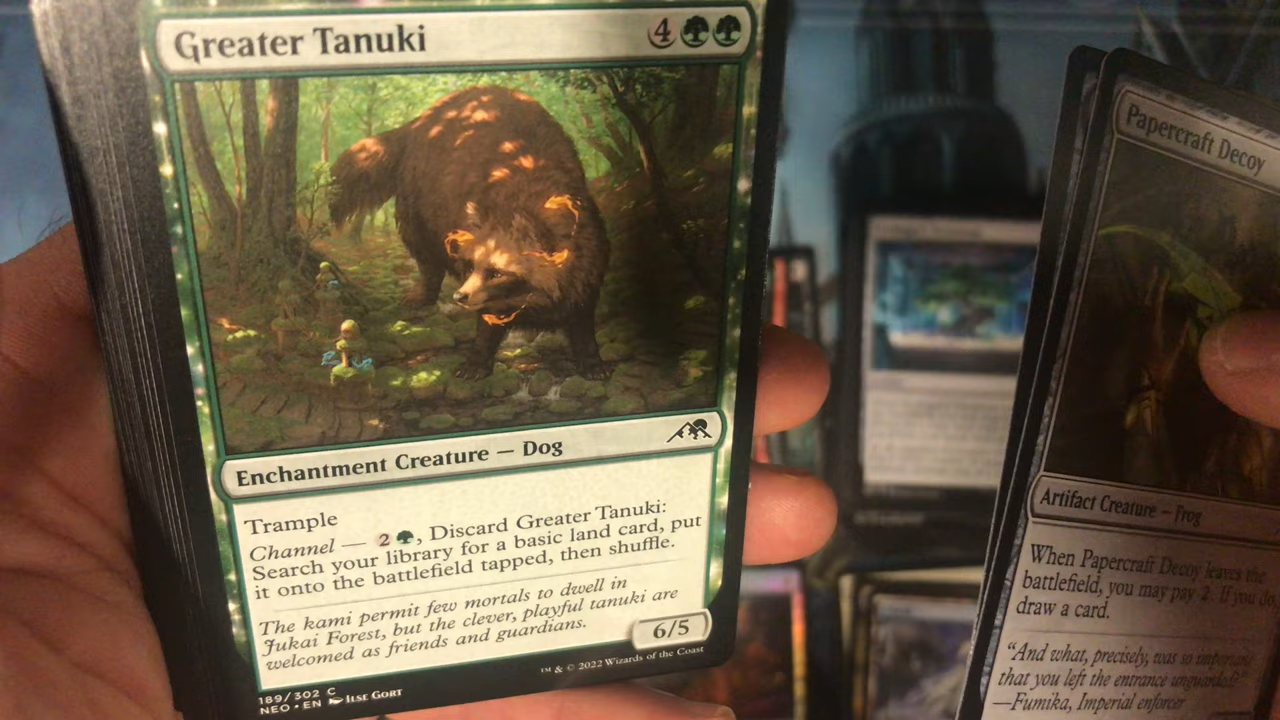 Greater Tanuki
4
Enchantment Creature — Dog
Trample
Channel — 2, Discard Greater Tanuki:
Search your library for a basic land card, put
it onto the battlefield tapped, then shuffle.
The kami permit few mortals to dwell in
Jukai Forest, but the clever, playful tanuki are
welcomed as friends and guardians.
6/5
189/302 C
NEO • EN ILSE GORT
™ & © 2022 Wizards of the Coast
Papercraft Decoy
Artifact Creature — Frog
When Papercraft Decoy leaves the
battlefield, you may pay 2. If you do
draw a card.
"And what, precisely, was so important
that you left the entrance unguarded?"
—Fumika, Imperial enforcer